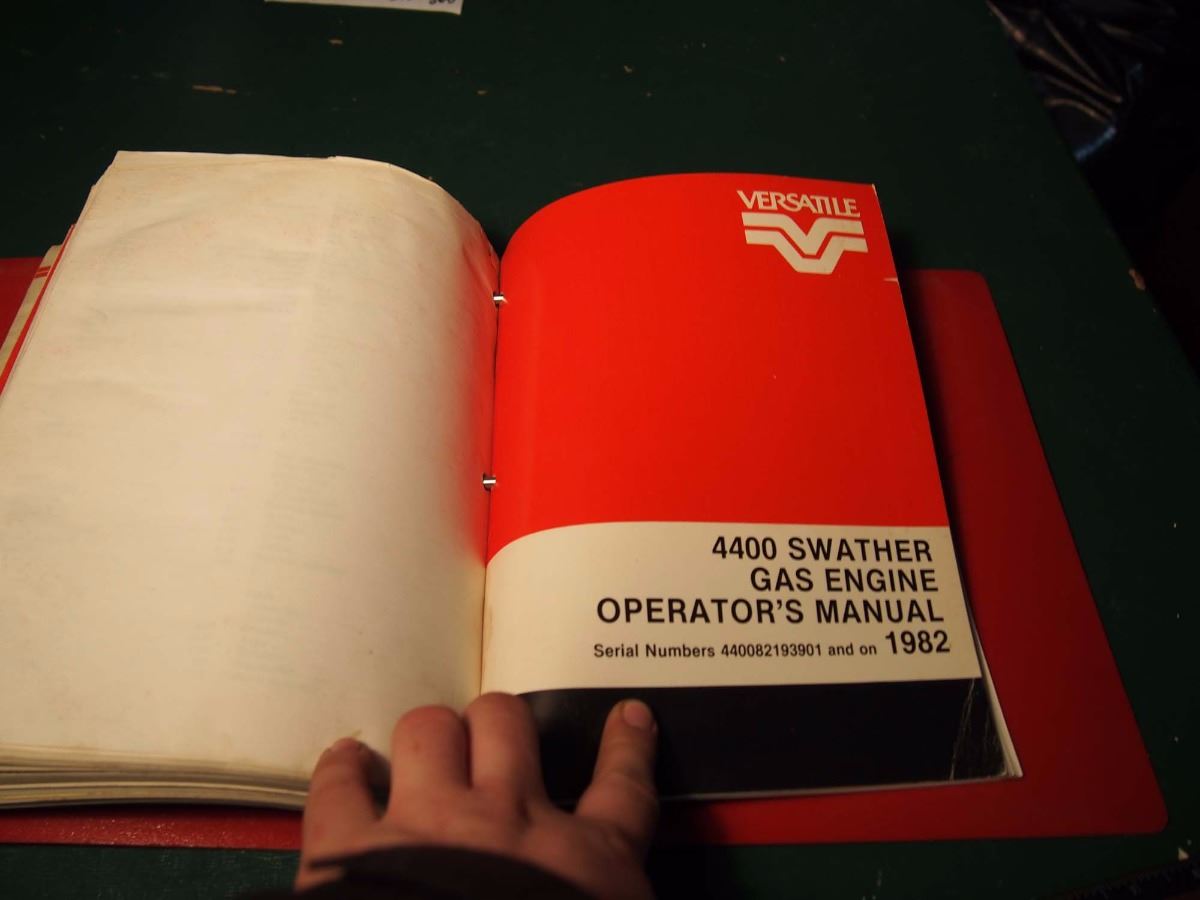 VERSATILE
4400 SWATHER
GAS ENGINE
OPERATOR'S MANUAL
Serial Numbers 440082193901 and on 1982